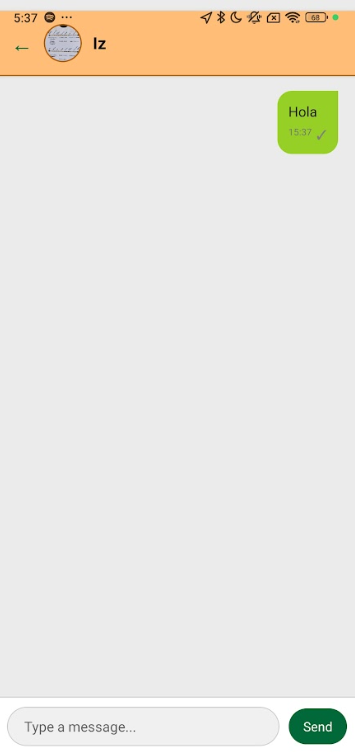 5:37 ...
68
← Iz
Hola
15:37 ✓
Type a message...
Send